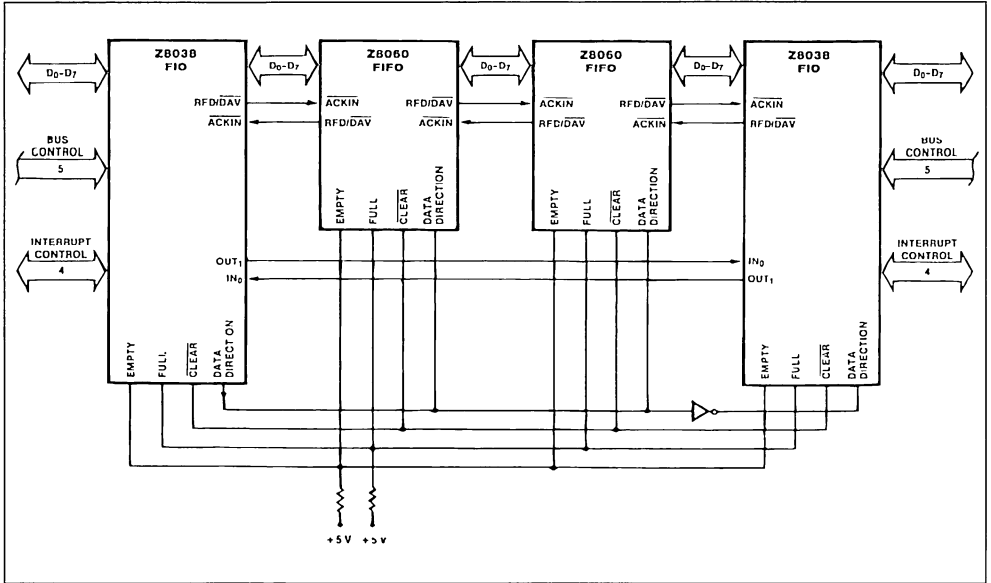 Z8038
FIO
Z8060
FIFO
Z8060
FIFO
Z8038
FIO
D₀-D₇
D₀-D₇
D₀-D₇
D₀-D₇
D₀-D₇
RFD/DAV
ACKIN
RFD/DAV
ACKIN
RFD/DAV
ACKIN
ACKIN
RFD/DAV
ACKIN
RFD/DAV
ACKIN
RFD/DAV
BUS
CONTROL
5
BUS
CONTROL
5
EMPTY
FULL
CLEAR
DATA
DIRECTION
EMPTY
FULL
CLEAR
DATA
DIRECTION
INTERRUPT
CONTROL
4
INTERRUPT
CONTROL
4
OUT₁
IN₀
IN₀
OUT₁
EMPTY
FULL
CLEAR
DATA
DIRECTION
EMPTY
FULL
CLEAR
DATA
DIRECTION
+5 V
+5 V